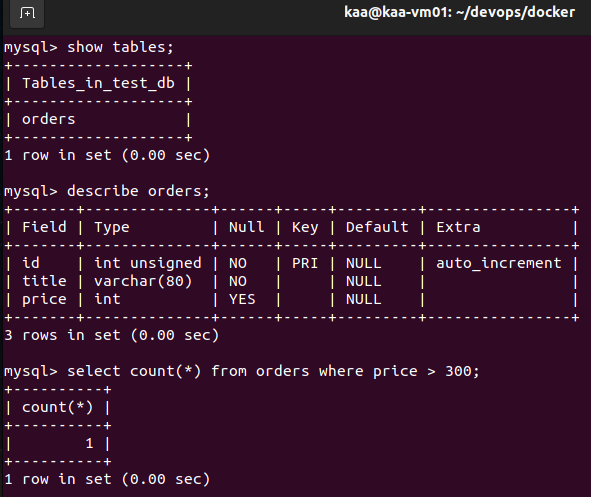 kaa@kaa-vm01: ~/devops/docker
mysql> show tables;
+-------------------+
| Tables_in_test_db |
+-------------------+
| orders            |
+-------------------+
1 row in set (0.00 sec)
mysql> describe orders;
+-------+--------------+------+-----+---------+----------------+
| Field | Type         | Null | Key | Default | Extra          |
+-------+--------------+------+-----+---------+----------------+
| id    | int unsigned | NO   | PRI | NULL    | auto_increment |
| title | varchar(80)  | NO   |     | NULL    |                |
| price | int          | YES  |     | NULL    |                |
+-------+--------------+------+-----+---------+----------------+
3 rows in set (0.00 sec)
mysql> select count(*) from orders where price > 300;
+----------+
| count(*) |
+----------+
|        1 |
+----------+
1 row in set (0.00 sec)